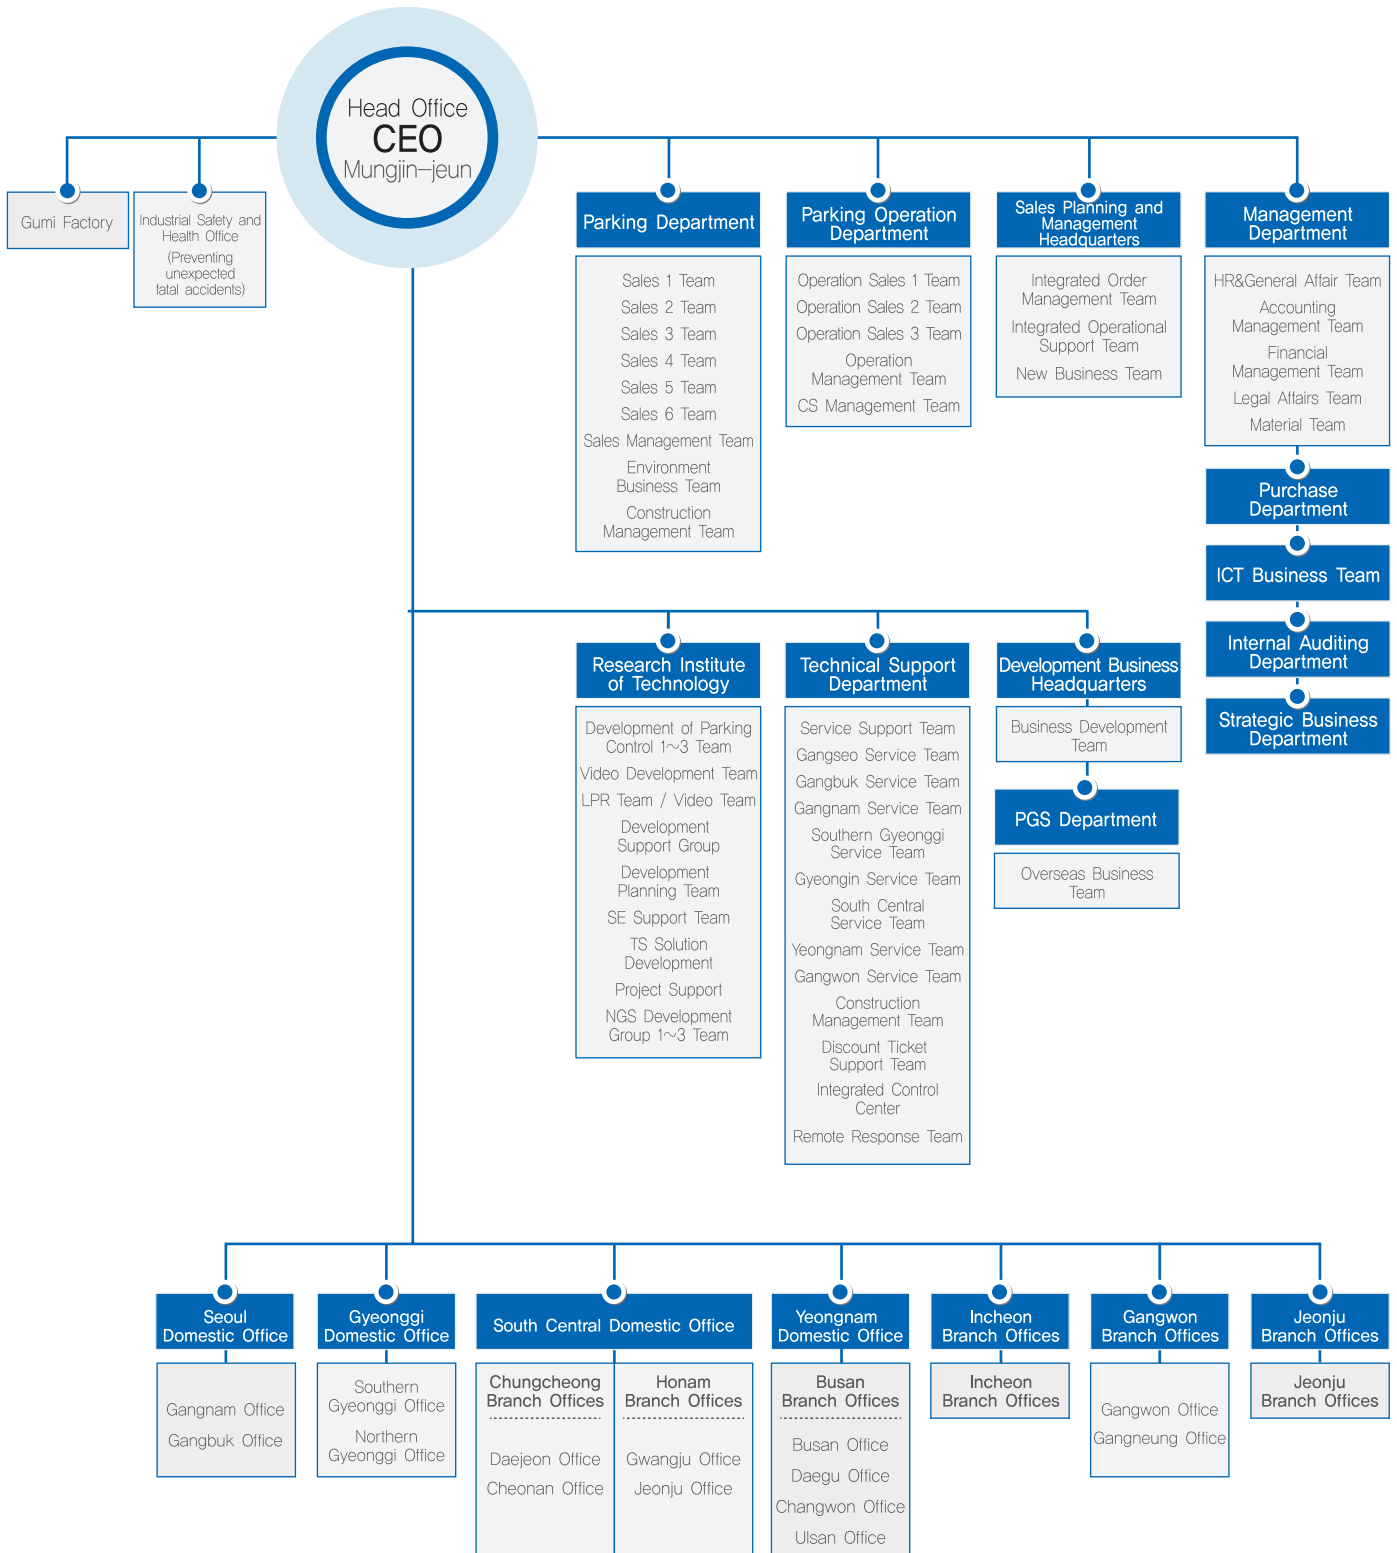 Head Office
CEO
Mungjin-jeun
Gumi Factory
Industrial Safety and
Health Office
(Preventing
unexpected
fatal accidents)
Parking Department
Sales 1 Team
Sales 2 Team
Sales 3 Team
Sales 4 Team
Sales 5 Team
Sales 6 Team
Sales Management Team
Environment
Business Team
Construction
Management Team
Parking Operation
Department
Operation Sales 1 Team
Operation Sales 2 Team
Operation Sales 3 Team
Operation
Management Team
CS Management Team
Sales Planning and
Management
Headquarters
Integrated Order
Management Team
Integrated Operational
Support Team
New Business Team
Management
Department
HR&General Affair Team
Accounting
Management Team
Financial
Management Team
Legal Affairs Team
Material Team
Purchase
Department
ICT Business Team
Internal Auditing
Department
Strategic Business
Department
Research Institute
of Technology
Development of Parking
Control 1~3 Team
Video Development Team
LPR Team / Video Team
Development
Support Group
Development
Planning Team
SE Support Team
TS Solution
Development
Project Support
NGS Development
Group 1~3 Team
Technical Support
Department
Service Support Team
Gangseo Service Team
Gangbuk Service Team
Gangnam Service Team
Southern Gyeonggi
Service Team
Gyeongin Service Team
South Central
Service Team
Yeongnam Service Team
Gangwon Service Team
Construction
Management Team
Discount Ticket
Support Team
Integrated Control
Center
Remote Response Team
Development Business
Headquarters
Business Development
Team
PGS Department
Overseas Business
Team
Seoul
Domestic Office
Gangnam Office
Gangbuk Office
Gyeonggi
Domestic Office
Southern
Gyeonggi Office
Northern
Gyeonggi Office
South Central Domestic Office
Chungcheong
Branch Offices
Daejeon Office
Cheonan Office
Honam
Branch Offices
Gwangju Office
Jeonju Office
Yeongnam
Domestic Office
Busan
Branch Offices
Busan Office
Daegu Office
Changwon Office
Ulsan Office
Incheon
Branch Offices
Incheon
Branch Offices
Gangwon
Branch Offices
Gangwon Office
Gangneung Office
Jeonju
Branch Offices
Jeonju
Branch Offices